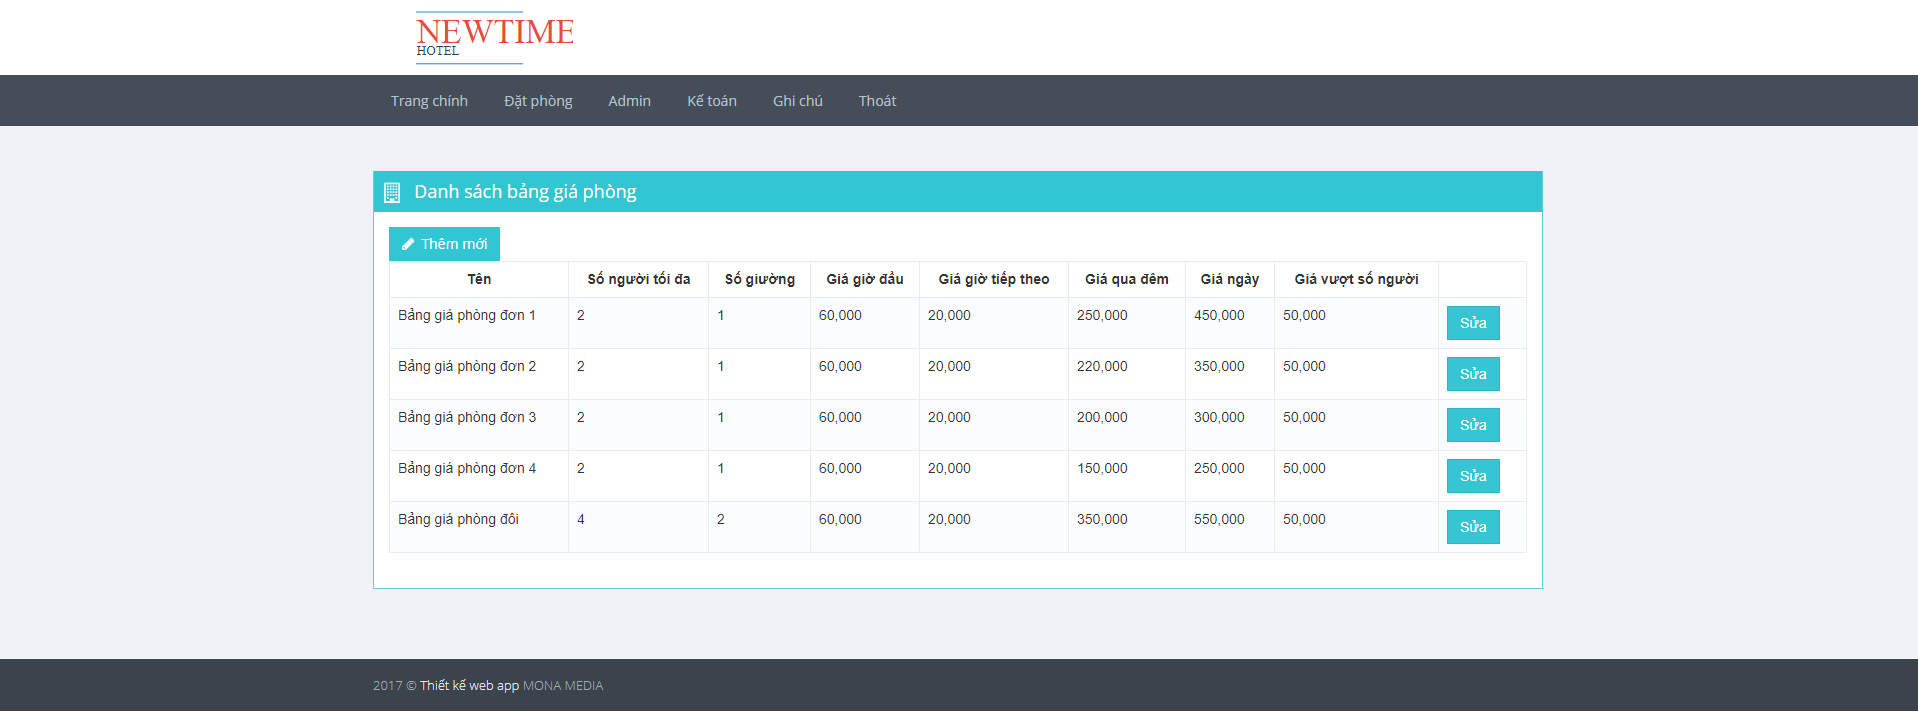 NEWTIME
HOTEL
Trang chính Đặt phòng Admin Kế toán Ghi chú Thoát
Danh sách bảng giá phòng
Thêm mới
Tên Số người tối đa Số giường Giá giờ đầu Giá giờ tiếp theo Giá qua đêm Giá ngày Giá vượt số người
Bảng giá phòng đơn 1 2 1 60,000 20,000 250,000 450,000 50,000 Sửa
Bảng giá phòng đơn 2 2 1 60,000 20,000 220,000 350,000 50,000 Sửa
Bảng giá phòng đơn 3 2 1 60,000 20,000 200,000 300,000 50,000 Sửa
Bảng giá phòng đơn 4 2 1 60,000 20,000 150,000 250,000 50,000 Sửa
Bảng giá phòng đôi 4 2 60,000 20,000 350,000 550,000 50,000 Sửa
2017 © Thiết kế web app MONA MEDIA